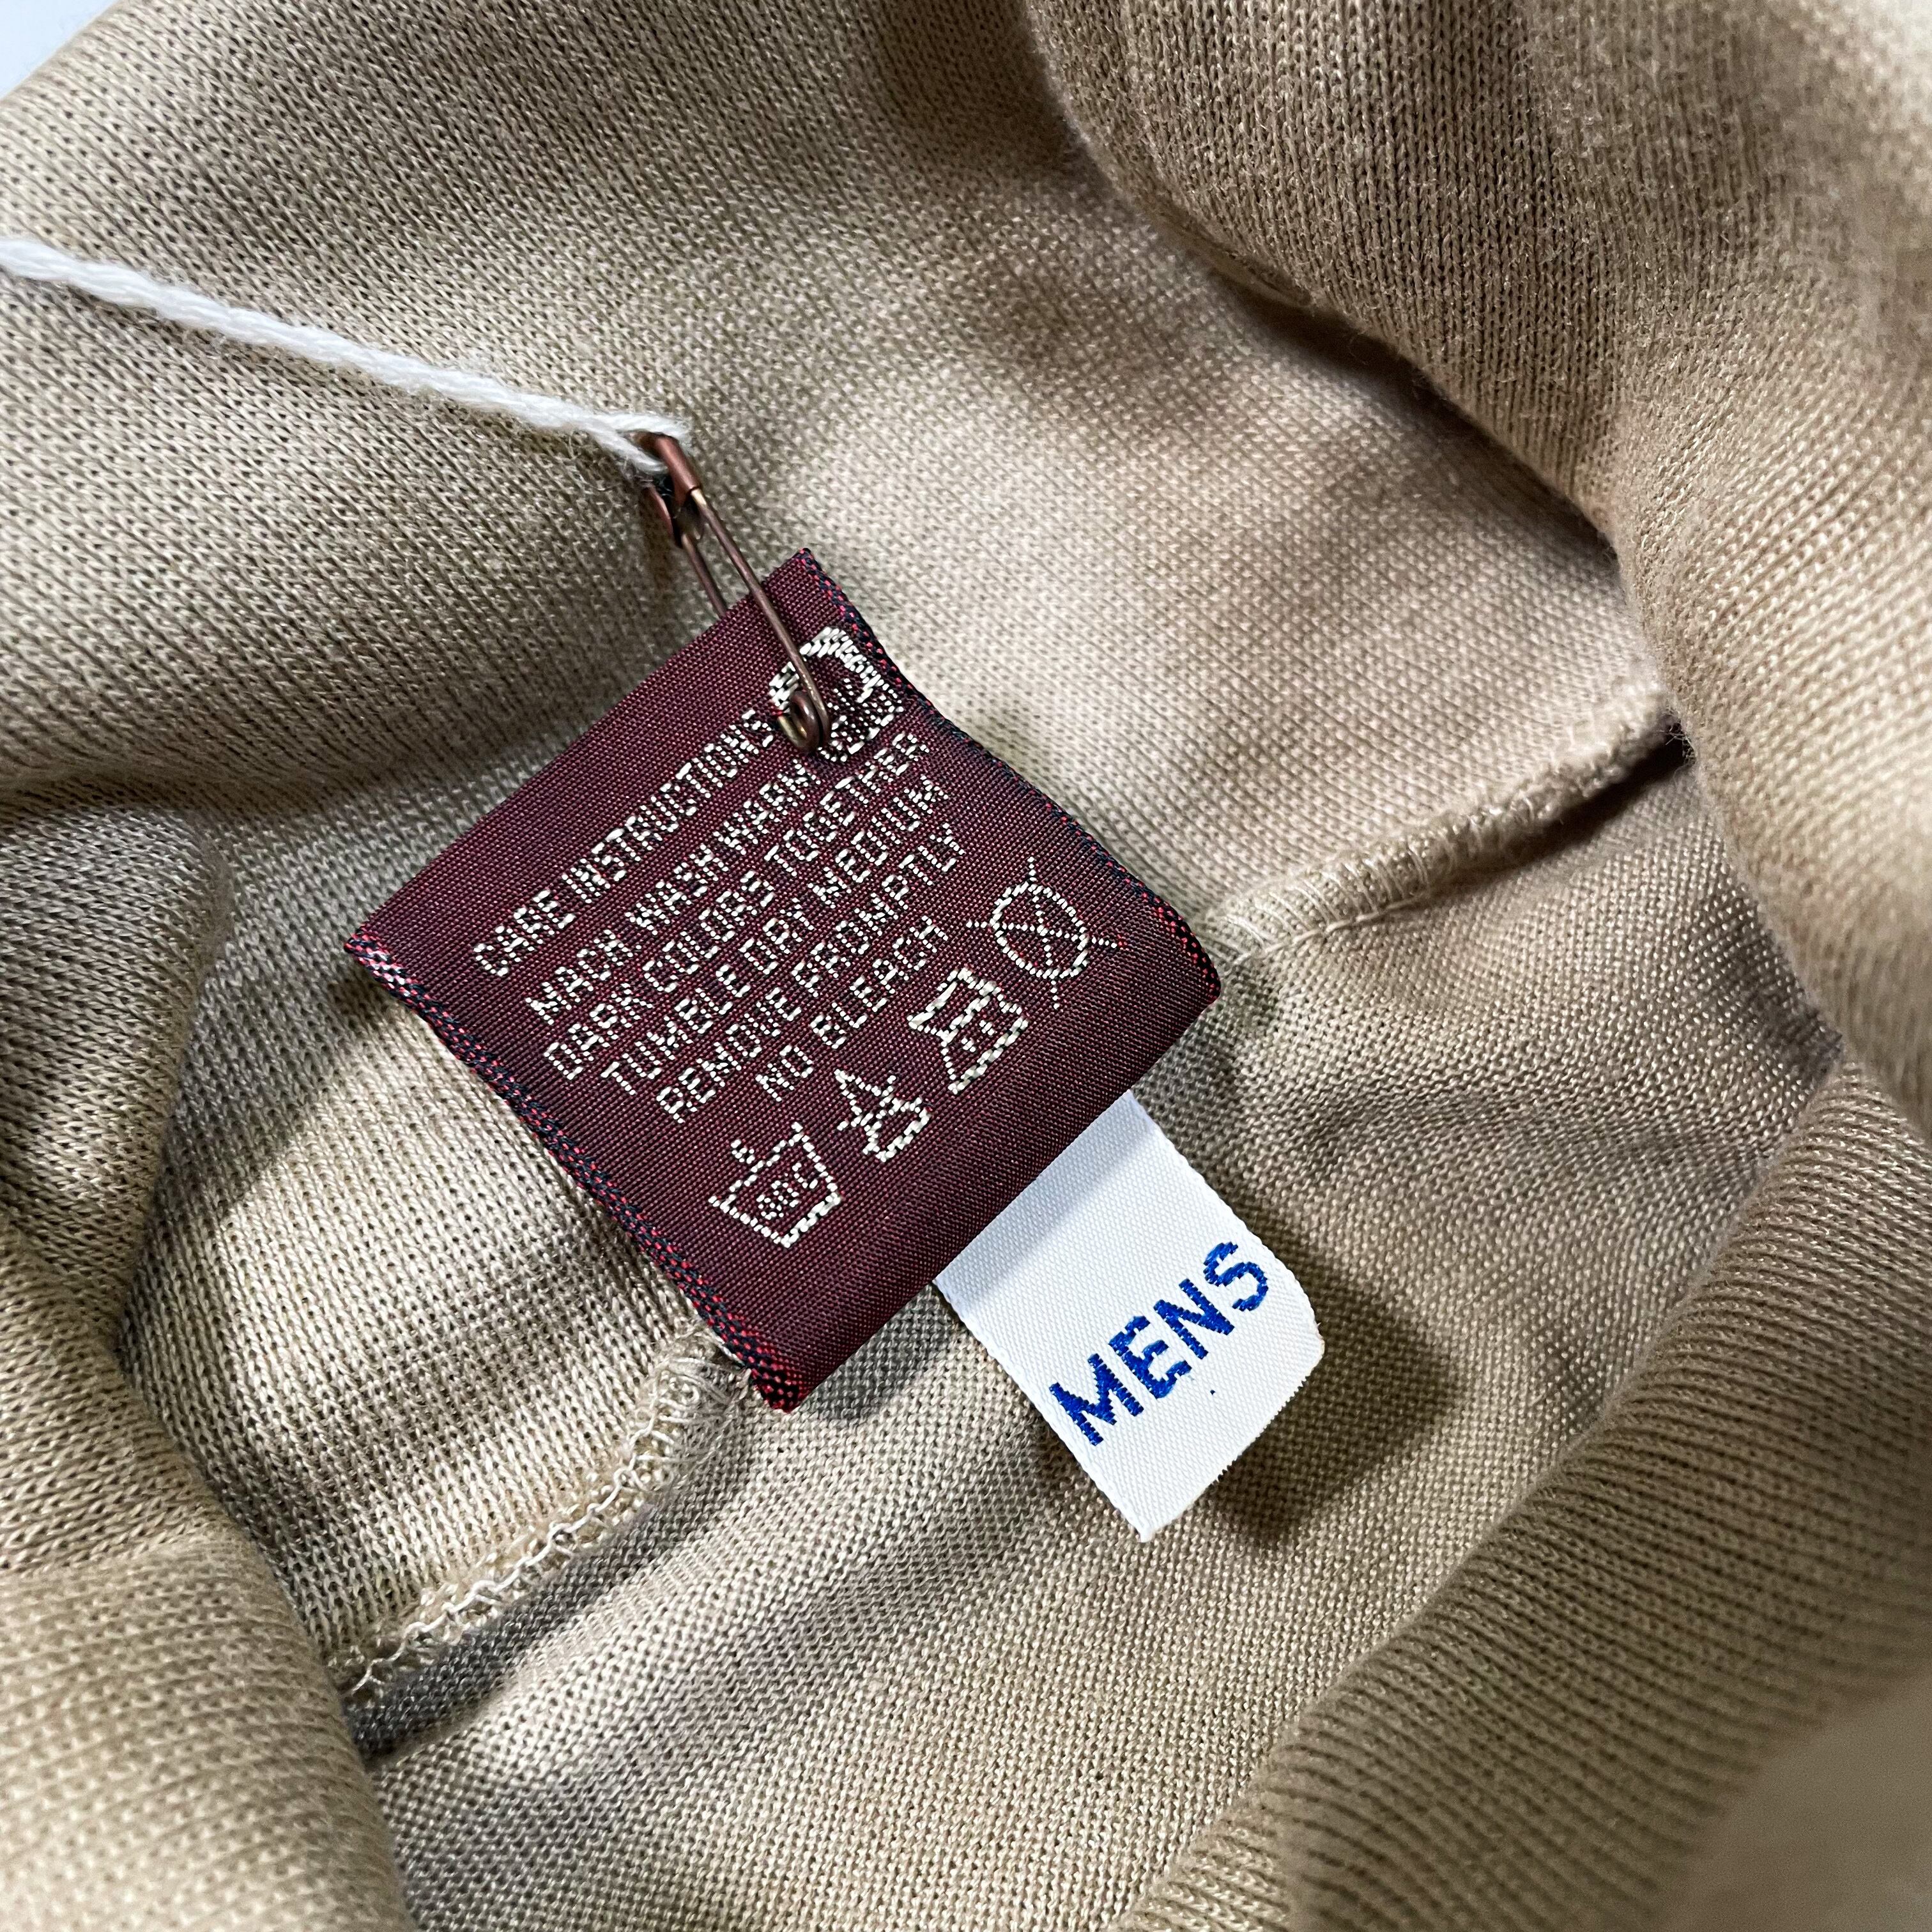 CARE INSTRUCTIONS
MACH. WASH WARM
DARK COLORS TOGETHER
TUMBLE DRY MEDIUM
REMOVE PROMPTLY
NO BLEACH
MENS